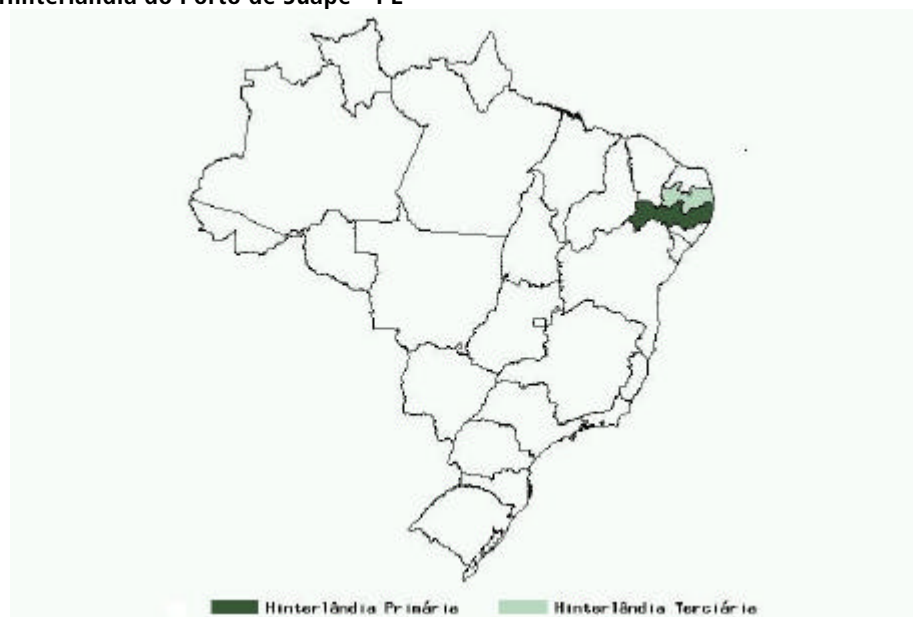 Hinterlândia do Porto de Suape - PE
Hinterlândia Primária
Hinterlândia Terciária